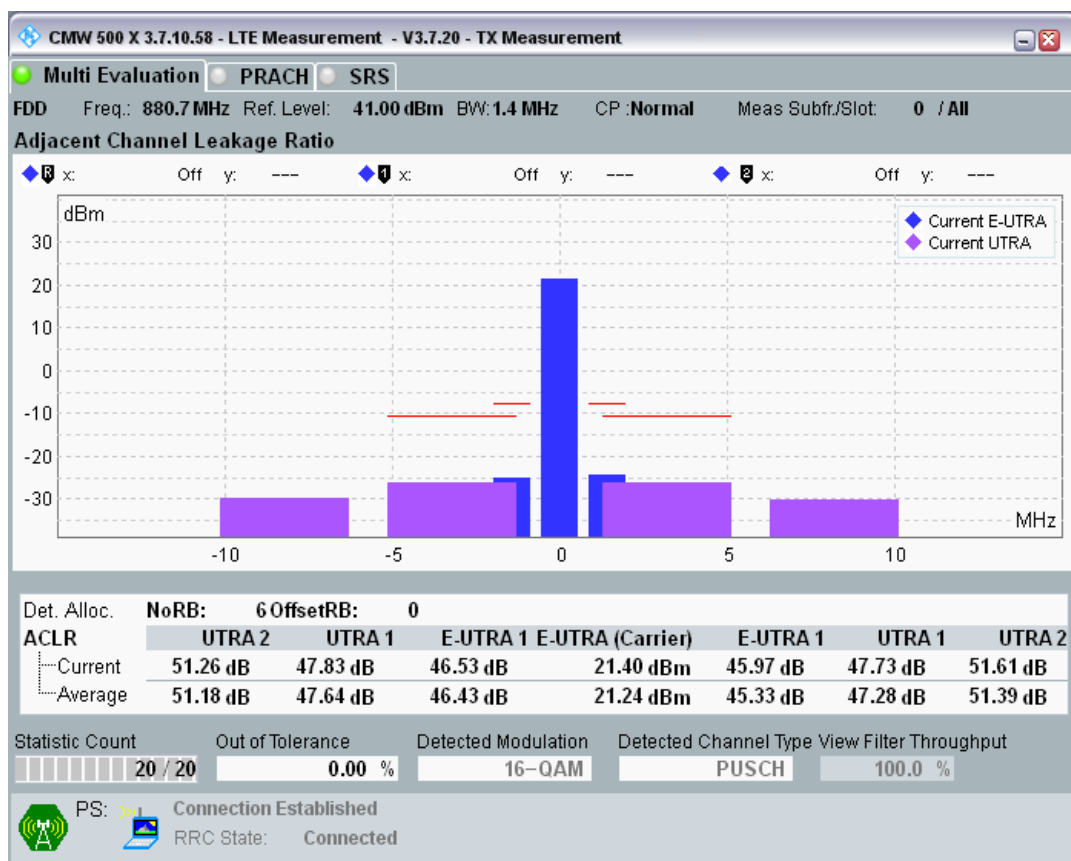 CMW 500 X 3.7.10.58 - LTE Measurement - V3.7.20 - TX Measurement
Multi Evaluation PRACH SRS
FDD Freq.: 880.7 MHz Ref. Level: 41.00 dBm BW: 1.4 MHz CP :Normal Meas Subfr./Slot: 0 / All
Adjacent Channel Leakage Ratio
R x: Off y: --- 1 x: Off y: --- 2 x: Off y: ---
dBm
Current E-UTRA
Current UTRA
30
20
10
0
-10
-20
-30
MHz
-10 -5 0 5 10
Det. Alloc. NoRB: 6 OffsetRB: 0
ACLR UTRA 2 UTRA 1 E-UTRA 1 E-UTRA (Carrier) E-UTRA 1 UTRA 1 UTRA 2
Current 51.26 dB 47.83 dB 46.53 dB 21.40 dBm 45.97 dB 47.73 dB 51.61 dB
Average 51.18 dB 47.64 dB 46.43 dB 21.24 dBm 45.33 dB 47.28 dB 51.39 dB
Statistic Count Out of Tolerance Detected Modulation Detected Channel Type View Filter Throughput
20 / 20 0.00 % 16-QAM PUSCH 100.0 %
PS: Connection Established
RRC State: Connected